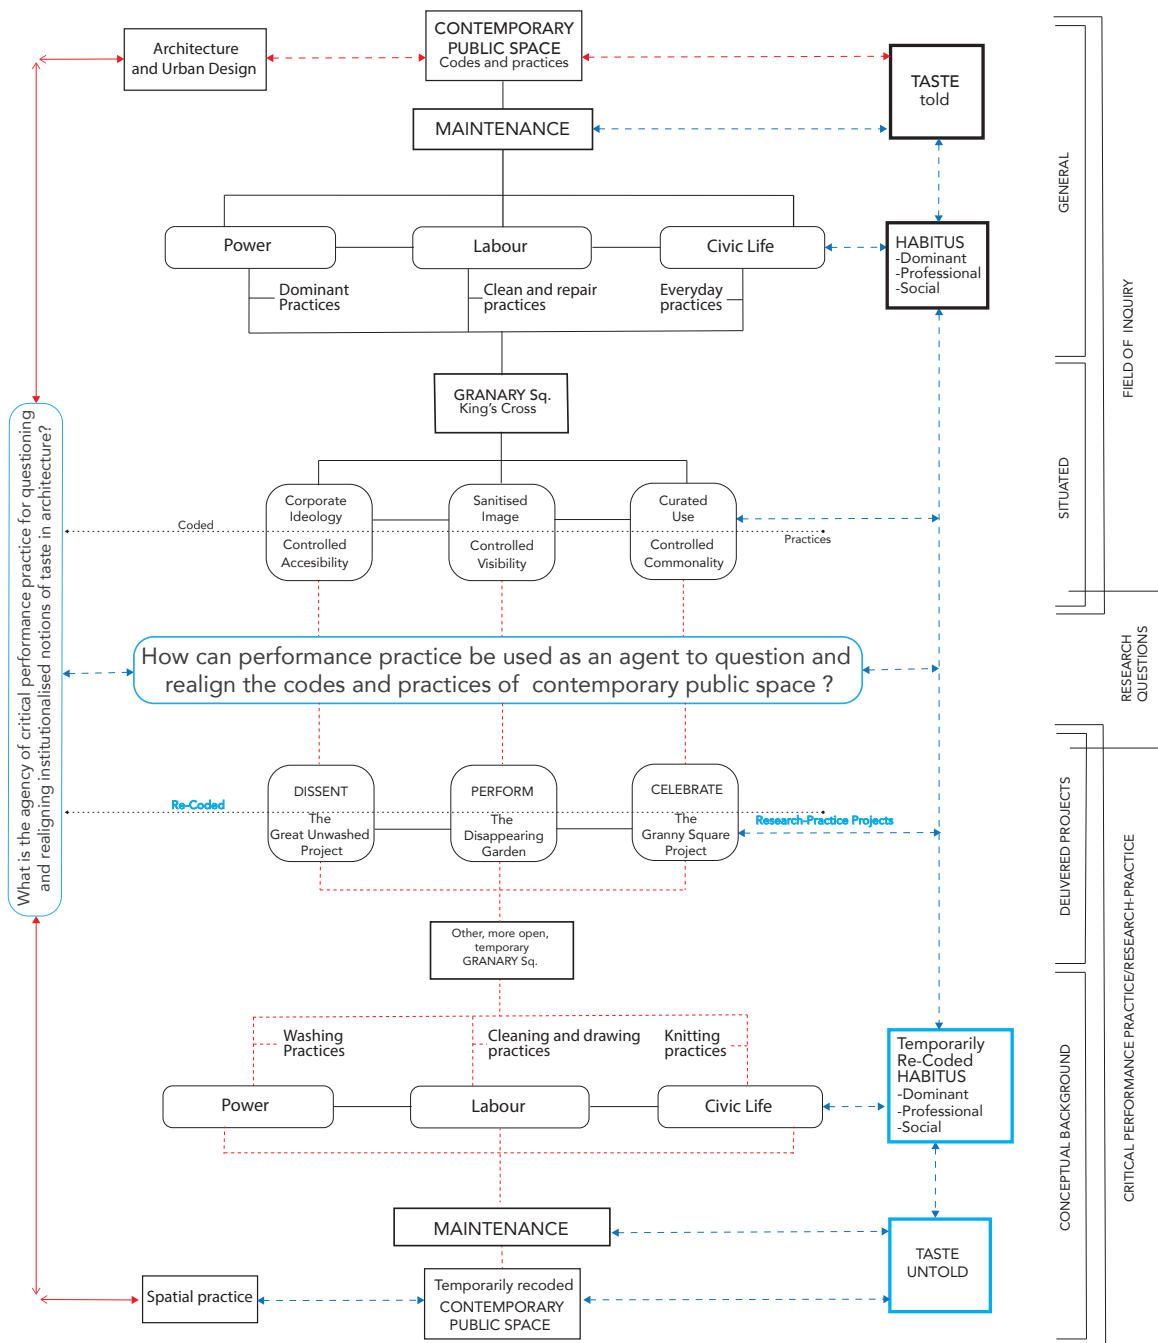 CONTEMPORARY
PUBLIC SPACE
Codes and practices
Architecture
and Urban Design
TASTE
told
MAINTENANCE
GENERAL
Power
Labour
Civic Life
HABITUS
-Dominant
-Professional
-Social
Dominant
Practices
Clean and repair
practices
Everyday
practices
FIELD OF INQUIRY
GRANARY Sq.
King's Cross
SITUATED
What is the agency of critical performance practice for questioning
and realigning institutionalised notions of taste in architecture?
Corporate
Ideology
Controlled
Accesibility
Sanitised
Image
Controlled
Visibility
Curated
Use
Controlled
Commonality
Coded
Practices
How can performance practice be used as an agent to question and
realign the codes and practices of contemporary public space ?
RESEARCH
QUESTIONS
DISSENT
The
Great Unwashed
Project
PERFORM
The
Disappearing
Garden
CELEBRATE
The
Granny Square
Project
Re-Coded
Research-Practice Projects
DELIVERED PROJECTS
CRITICAL PERFORMANCE PRACTICE/RESEARCH-PRACTICE
Other, more open,
temporary
GRANARY Sq.
Washing
Practices
Cleaning and drawing
practices
Knitting
practices
Power
Labour
Civic Life
Temporarily
Re-Coded
HABITUS
-Dominant
-Professional
-Social
CONCEPTUAL BACKGROUND
MAINTENANCE
TASTE
UNTOLD
Spatial practice
Temporarily recoded
CONTEMPORARY
PUBLIC SPACE